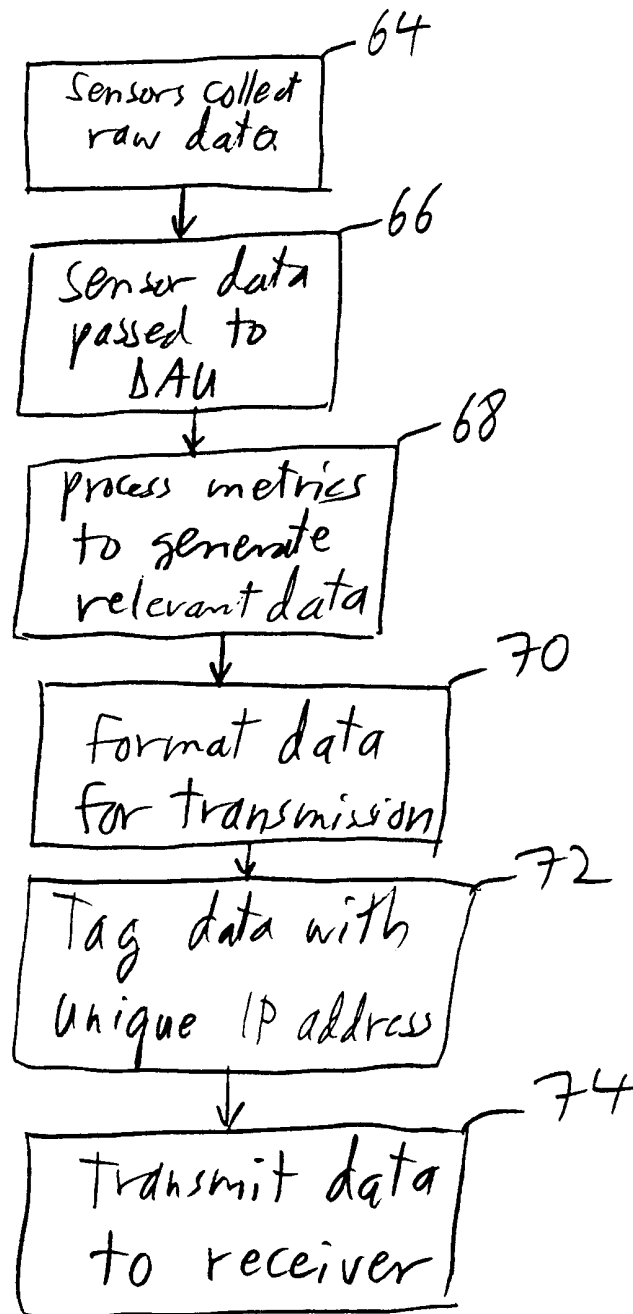 64
Sensors collect
raw data
66
Sensor data
passed to
DAU
68
process metrics
to generate
relevant data
70
Format data
for transmission
72
Tag data with
unique IP address
74
Transmit data
to receiver